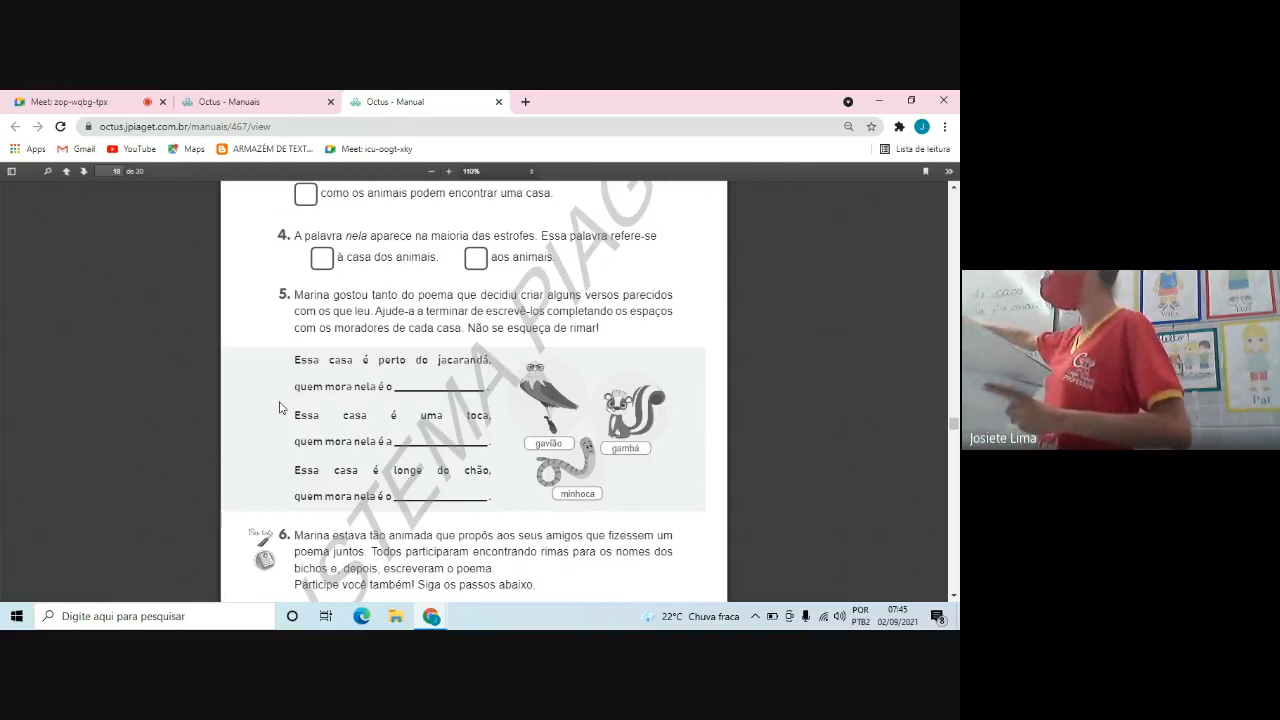 Meet: zop-wqbg-tpx
Octus - Manuais
Octus - Manual
octus.jpiaget.com.br/manuais/467/view
Apps
Gmail
YouTube
Maps
ARMAZÉM DE TEXT...
Meet: icu-oogt-xky
Lista de leitura
18 de 30
110%
como os animais podem encontrar uma casa.
4. A palavra nela aparece na maioria das estrofes. Essa palavra refere-se
à casa dos animais. aos animais.
5. Marina gostou tanto do poema que decidiu criar alguns versos parecidos
com os que leu. Ajude-a a terminar de escrevê-los completando os espaços
com os moradores de cada casa. Não se esqueça de rimar!
Essa casa é perto do jacarandá,
quem mora nela é o ______________.
Essa casa é uma toca,
quem mora nela é a ______________.
Essa casa é longe do chão,
quem mora nela é o ______________.
gavião
gambá
minhoca
6. Marina estava tão animada que propôs aos seus amigos que fizessem um
poema juntos. Todos participaram encontrando rimas para os nomes dos
bichos e, depois, escreveram o poema.
Participe você também! Siga os passos abaixo.
STEMA PIAG
Josiete Lima
Hello!
Pat
Digite aqui para pesquisar
22°C Chuva fraca
POR
PTB2
07:45
02/09/2021
8